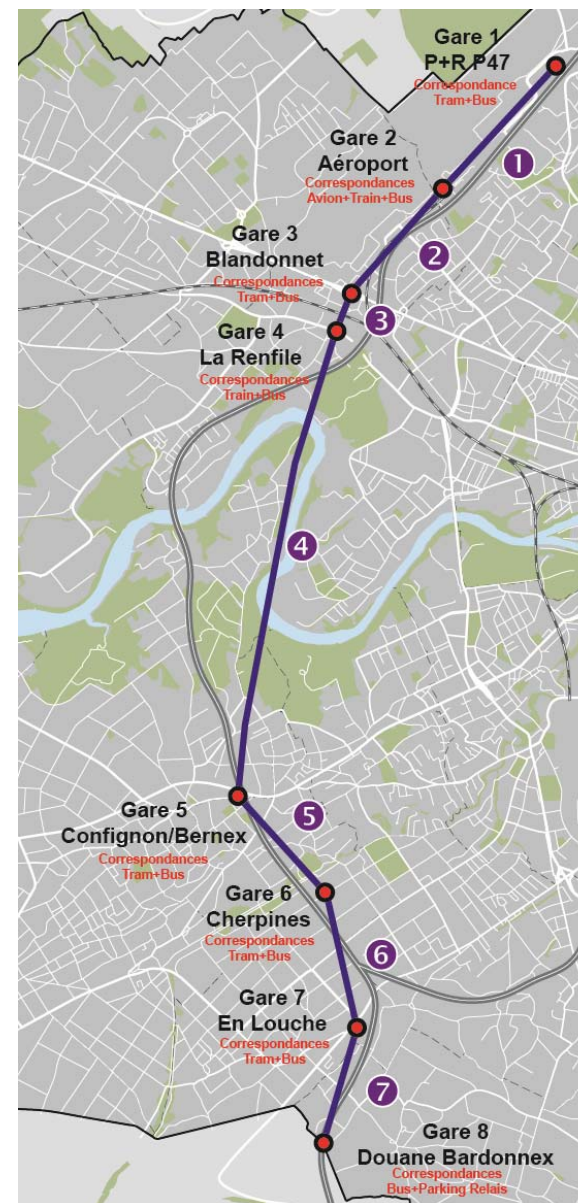 Gare 1
P+R P47
Correspondance
Tram+Bus
1
Gare 2
Aéroport
Correspondances
Avion+Train+Bus
2
Gare 3
Blandonnet
Correspondances
Tram+Bus
3
Gare 4
La Renfile
Correspondances
Train+Bus
4
Gare 5
Confignon/Bernex
Correspondances
Tram+Bus
5
Gare 6
Cherpines
Correspondances
Tram+Bus
6
Gare 7
En Louche
Correspondances
Tram+Bus
7
Gare 8
Douane Bardonnex
Correspondances
Bus+Parking Relais